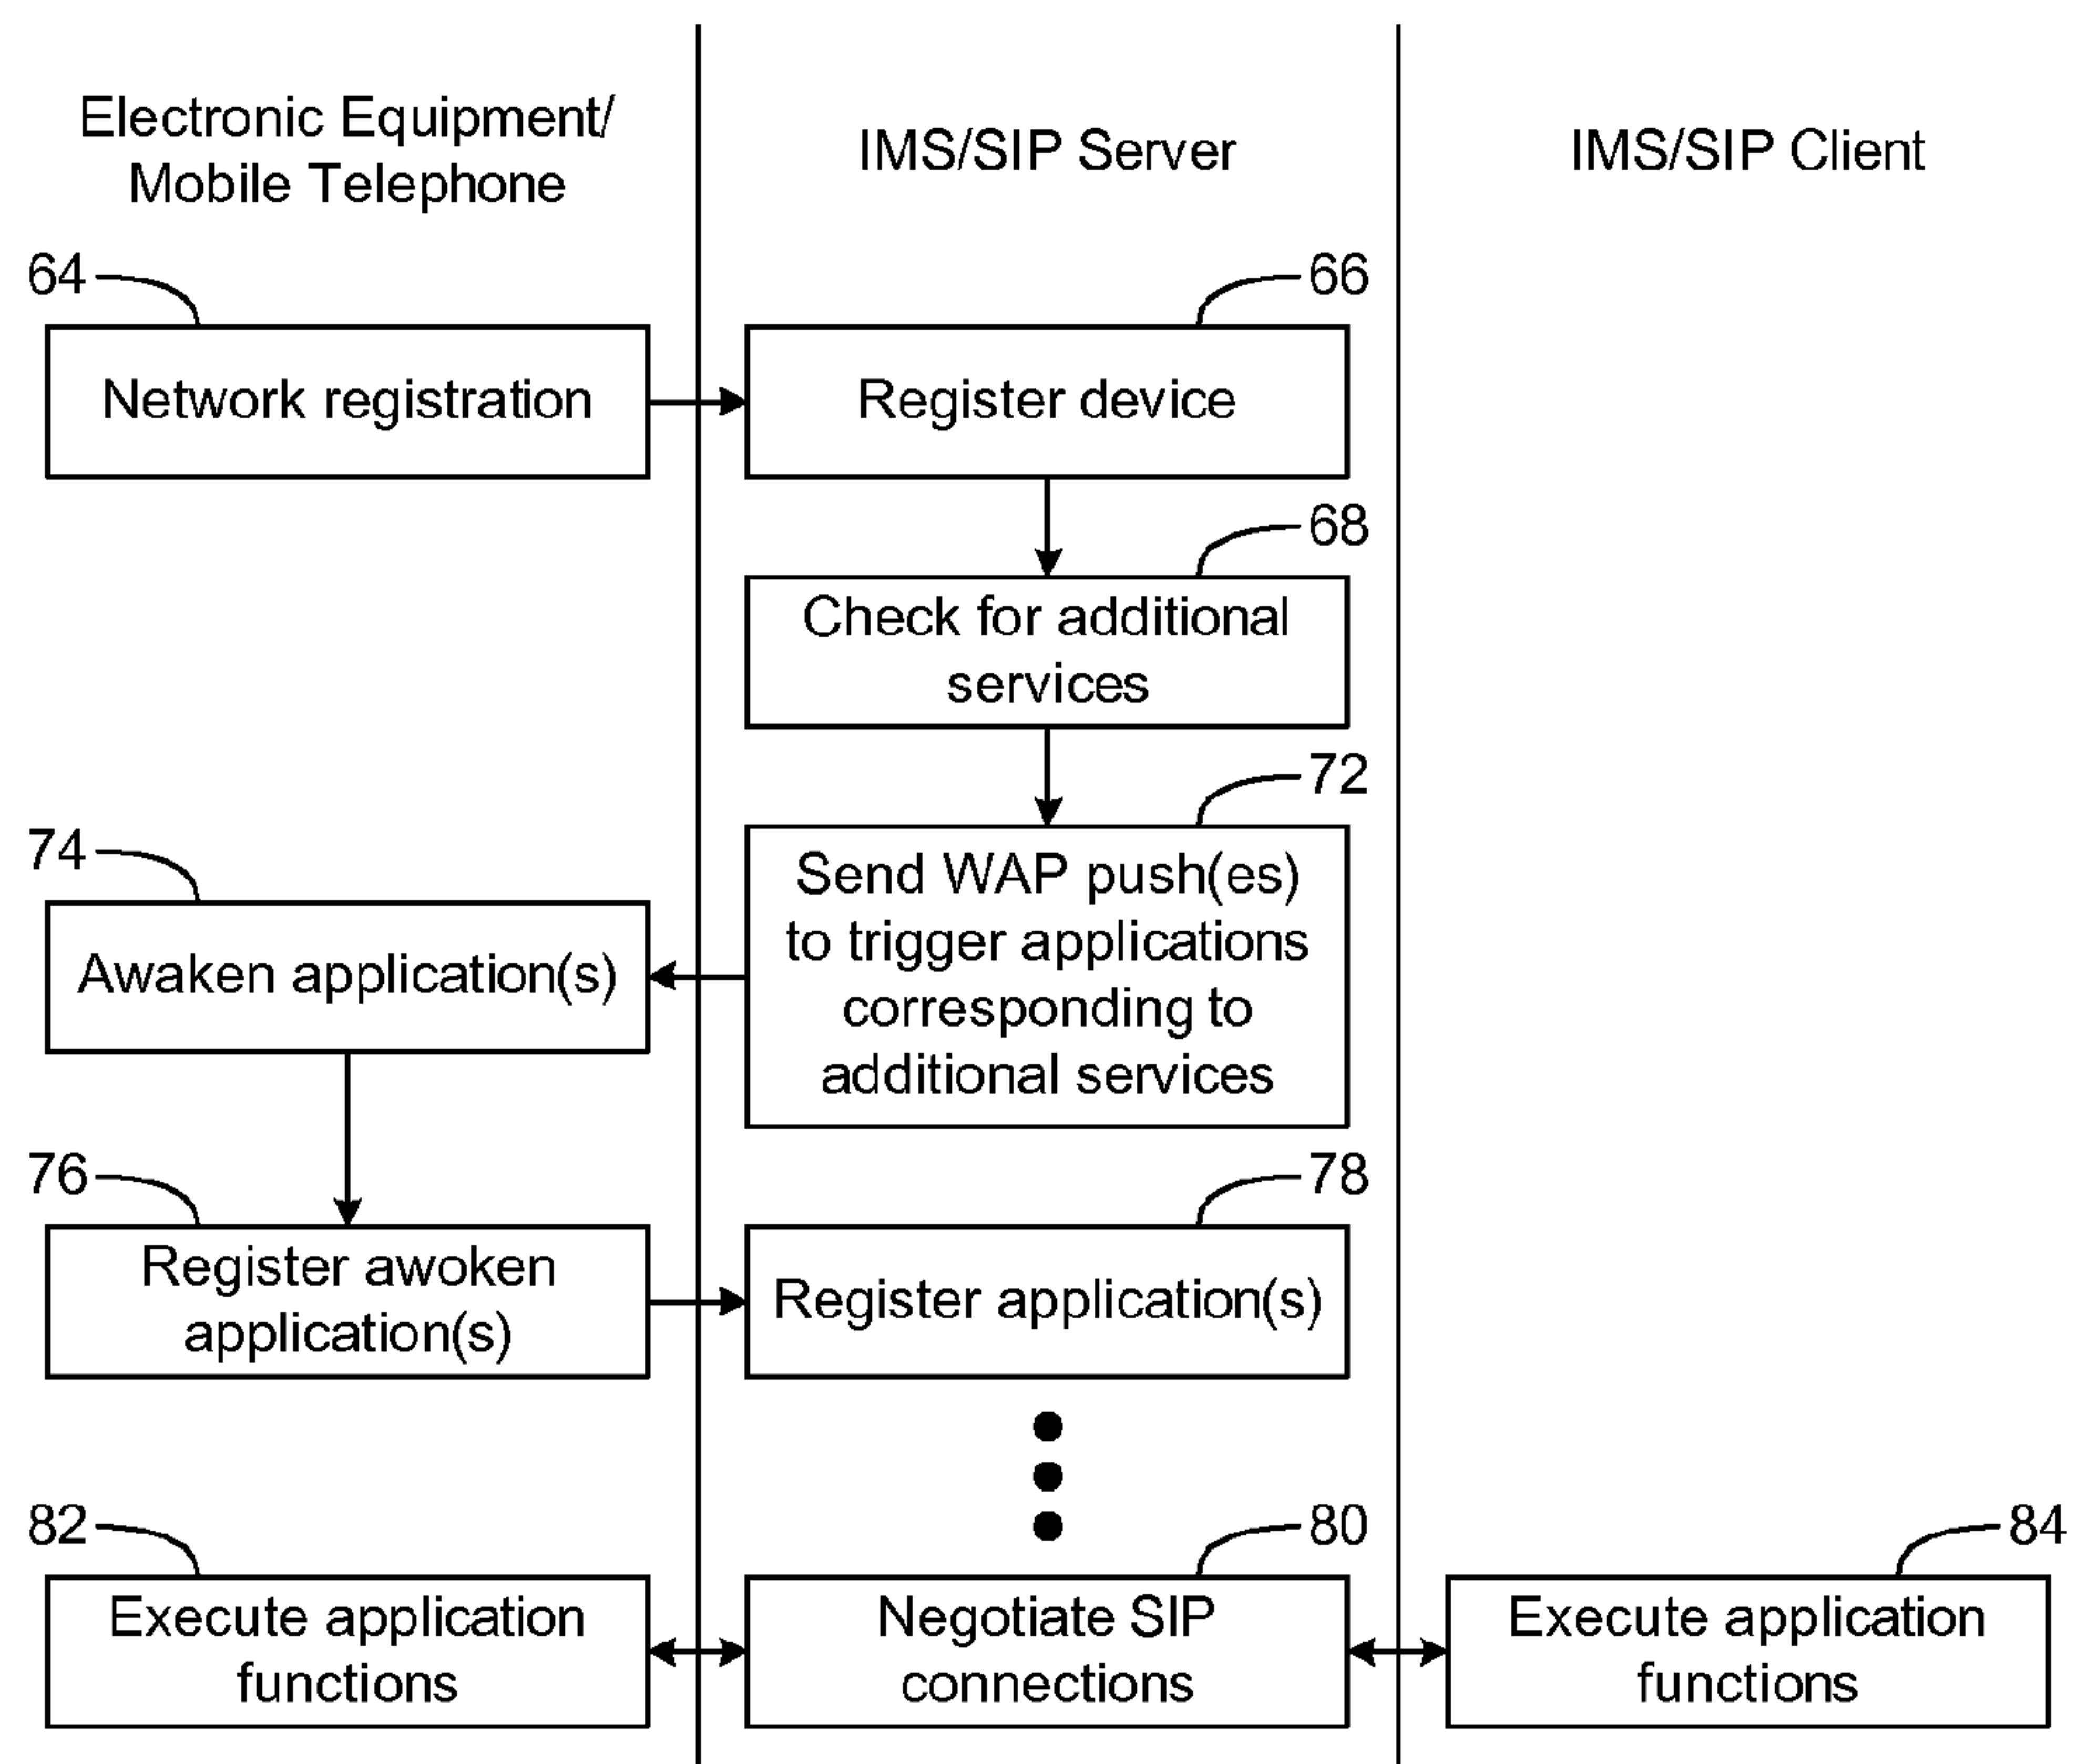 Electronic Equipment/
Mobile Telephone
IMS/SIP Server
IMS/SIP Client
64
66
Network registration
Register device
68
Check for additional
services
72
74
Send WAP push(es)
to trigger applications
corresponding to
additional services
Awaken application(s)
76
78
Register awoken
application(s)
Register application(s)
82
80
84
Execute application
functions
Negotiate SIP
connections
Execute application
functions